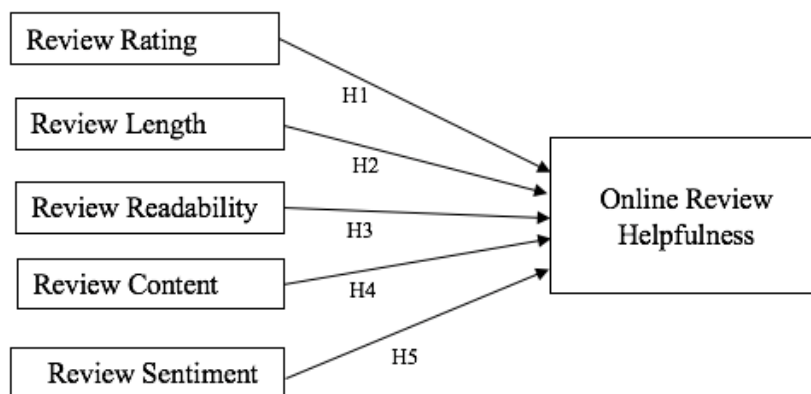 Review Rating
H1
Review Length
H2
Review Readability
H3
Review Content
H4
Review Sentiment
H5
Online Review
Helpfulness